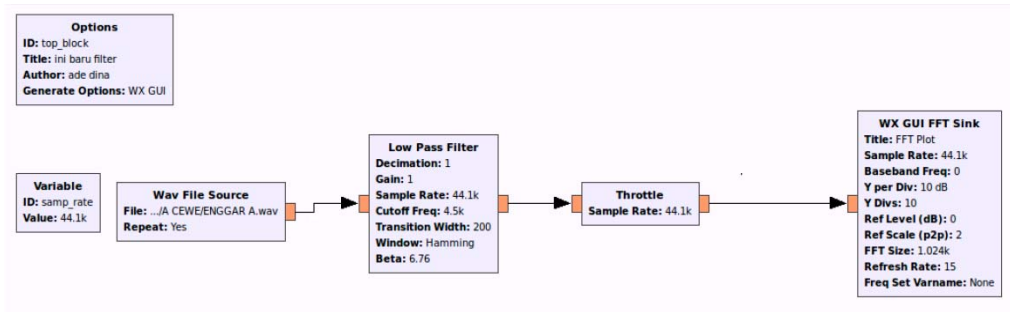 Options
ID: top_block
Title: ini baru filter
Author: ade dina
Generate Options: WX GUI
Variable
ID: samp_rate
Value: 44.1k
Wav File Source
File: .../A CEWE/ENGGAR A.wav
Repeat: Yes
Low Pass Filter
Decimation: 1
Gain: 1
Sample Rate: 44.1k
Cutoff Freq: 4.5k
Transition Width: 200
Window: Hamming
Beta: 6.76
Throttle
Sample Rate: 44.1k
WX GUI FFT Sink
Title: FFT Plot
Sample Rate: 44.1k
Baseband Freq: 0
Y per Div: 10 dB
Y Divs: 10
Ref Level (dB): 0
Ref Scale (p2p): 2
FFT Size: 1.024k
Refresh Rate: 15
Freq Set Varname: None